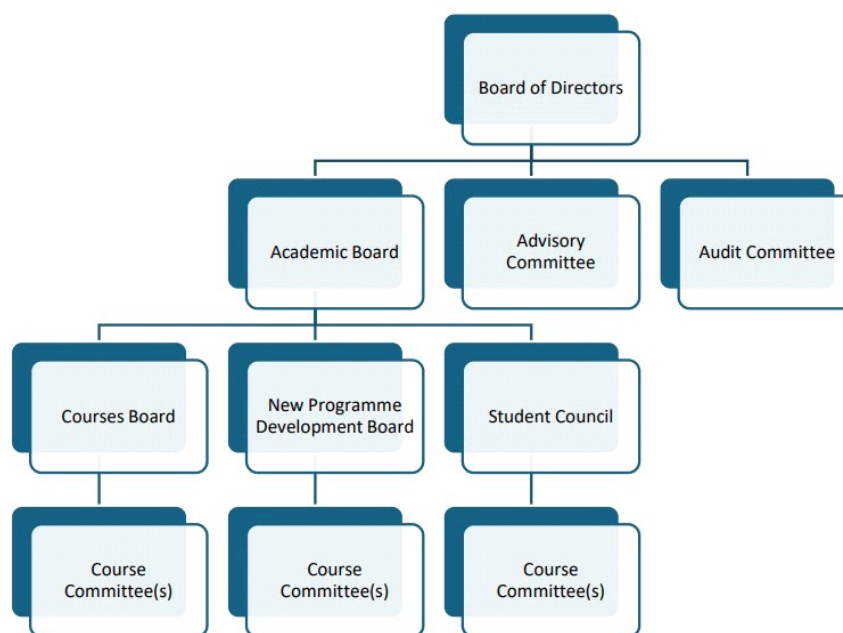 Board of Directors
Academic Board
Advisory
Committee
Audit Committee
Courses Board
New Programme
Development Board
Student Council
Course
Committee(s)
Course
Committee(s)
Course
Committee(s)